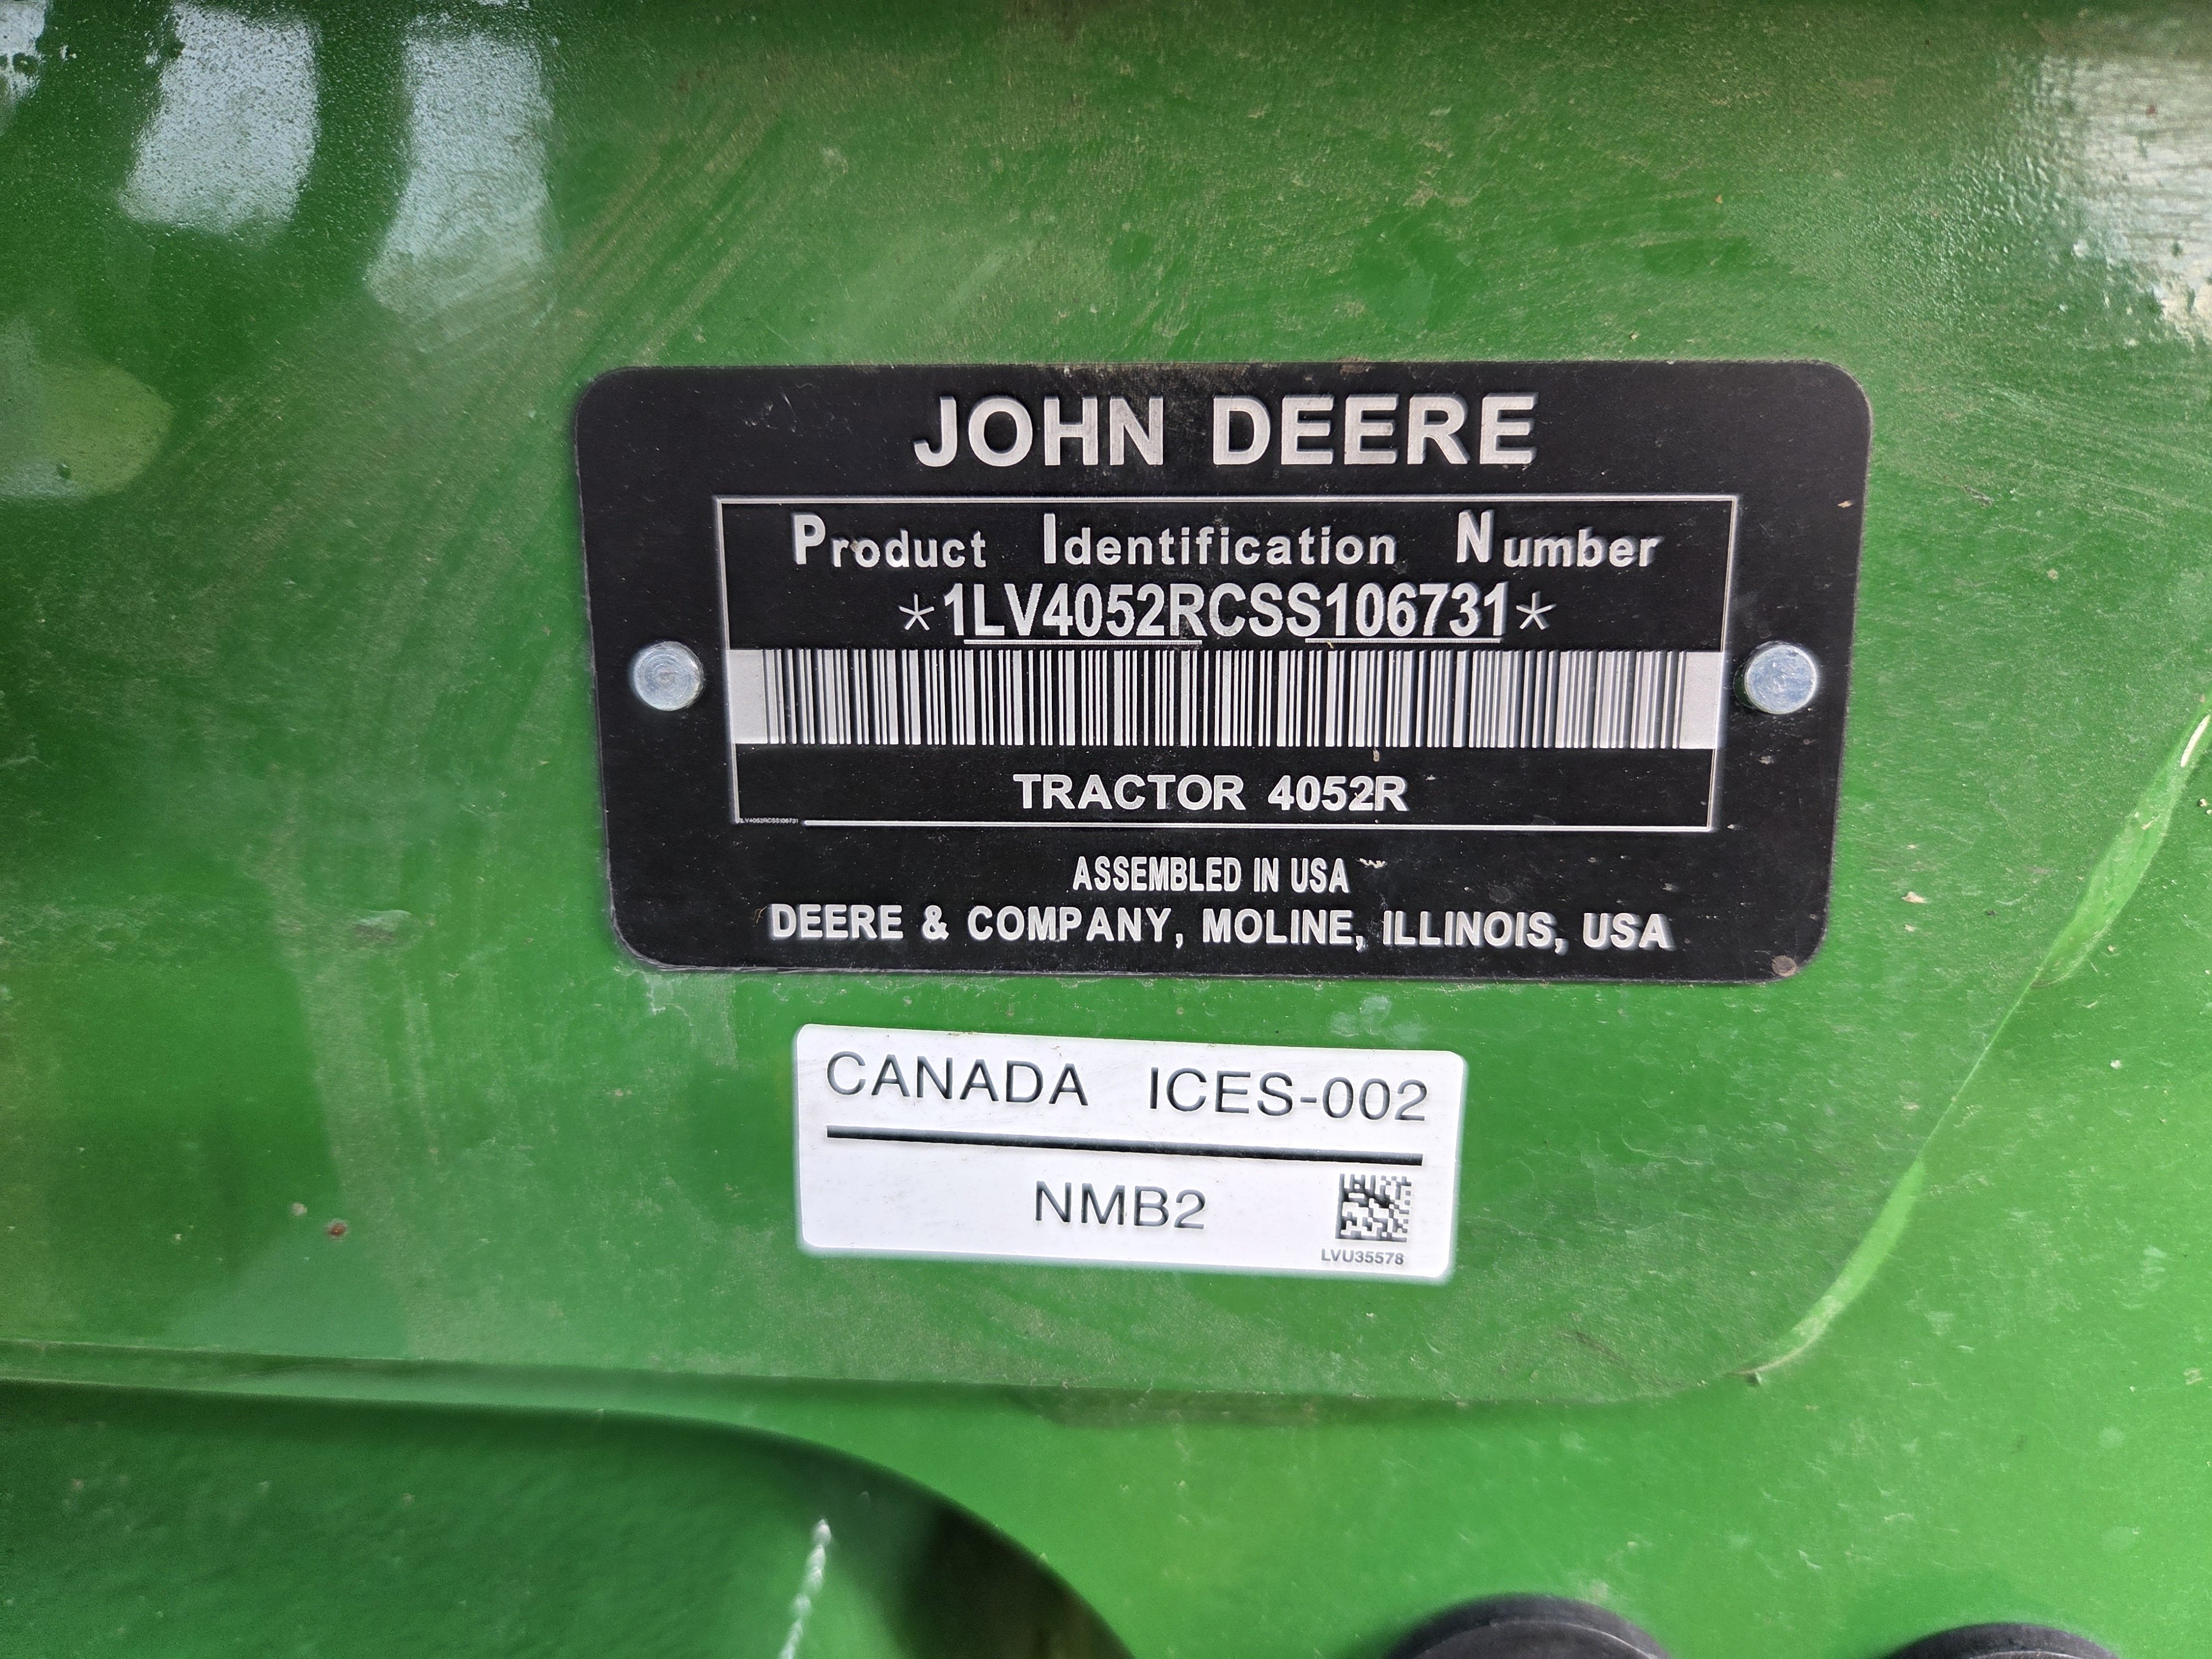 JOHN DEERE
Product Identification Number
*1LV4052RCSS106731*
TRACTOR 4052R
1LV4052RCSS106731
ASSEMBLED IN USA
DEERE & COMPANY, MOLINE, ILLINOIS, USA
CANADA ICES-002
NMB2
LVU35578